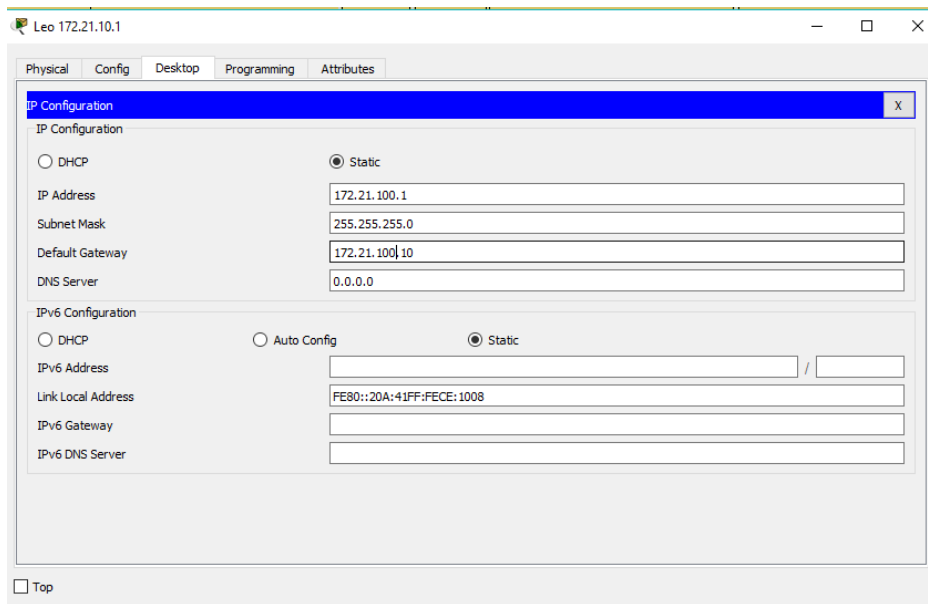 Leo 172.21.10.1
Physical Config Desktop Programming Attributes
IP Configuration X
IP Configuration
DHCP Static
IP Address 172.21.100.1
Subnet Mask 255.255.255.0
Default Gateway 172.21.100.10
DNS Server 0.0.0.0
IPv6 Configuration
DHCP Auto Config Static
IPv6 Address /
Link Local Address FE80::20A:41FF:FECE:1008
IPv6 Gateway
IPv6 DNS Server
Top